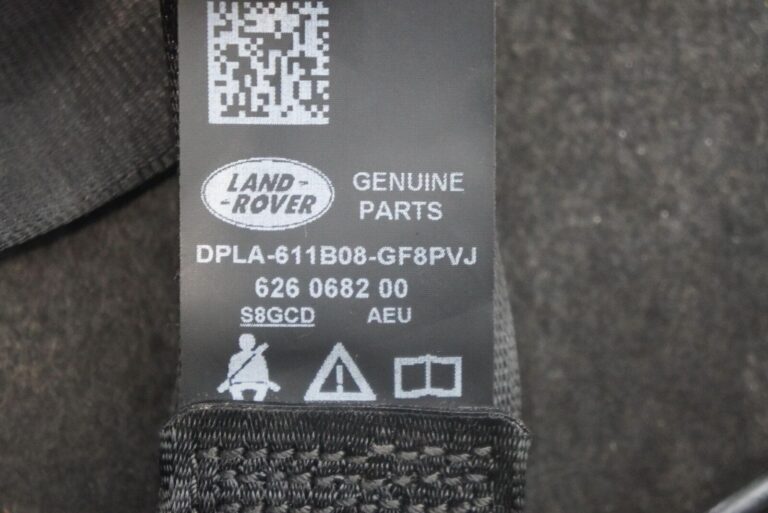 LAND-
-ROVER
GENUINE
PARTS
DPLA-611B08-GF8PVJ
626 0682 00
S8GCD AEU